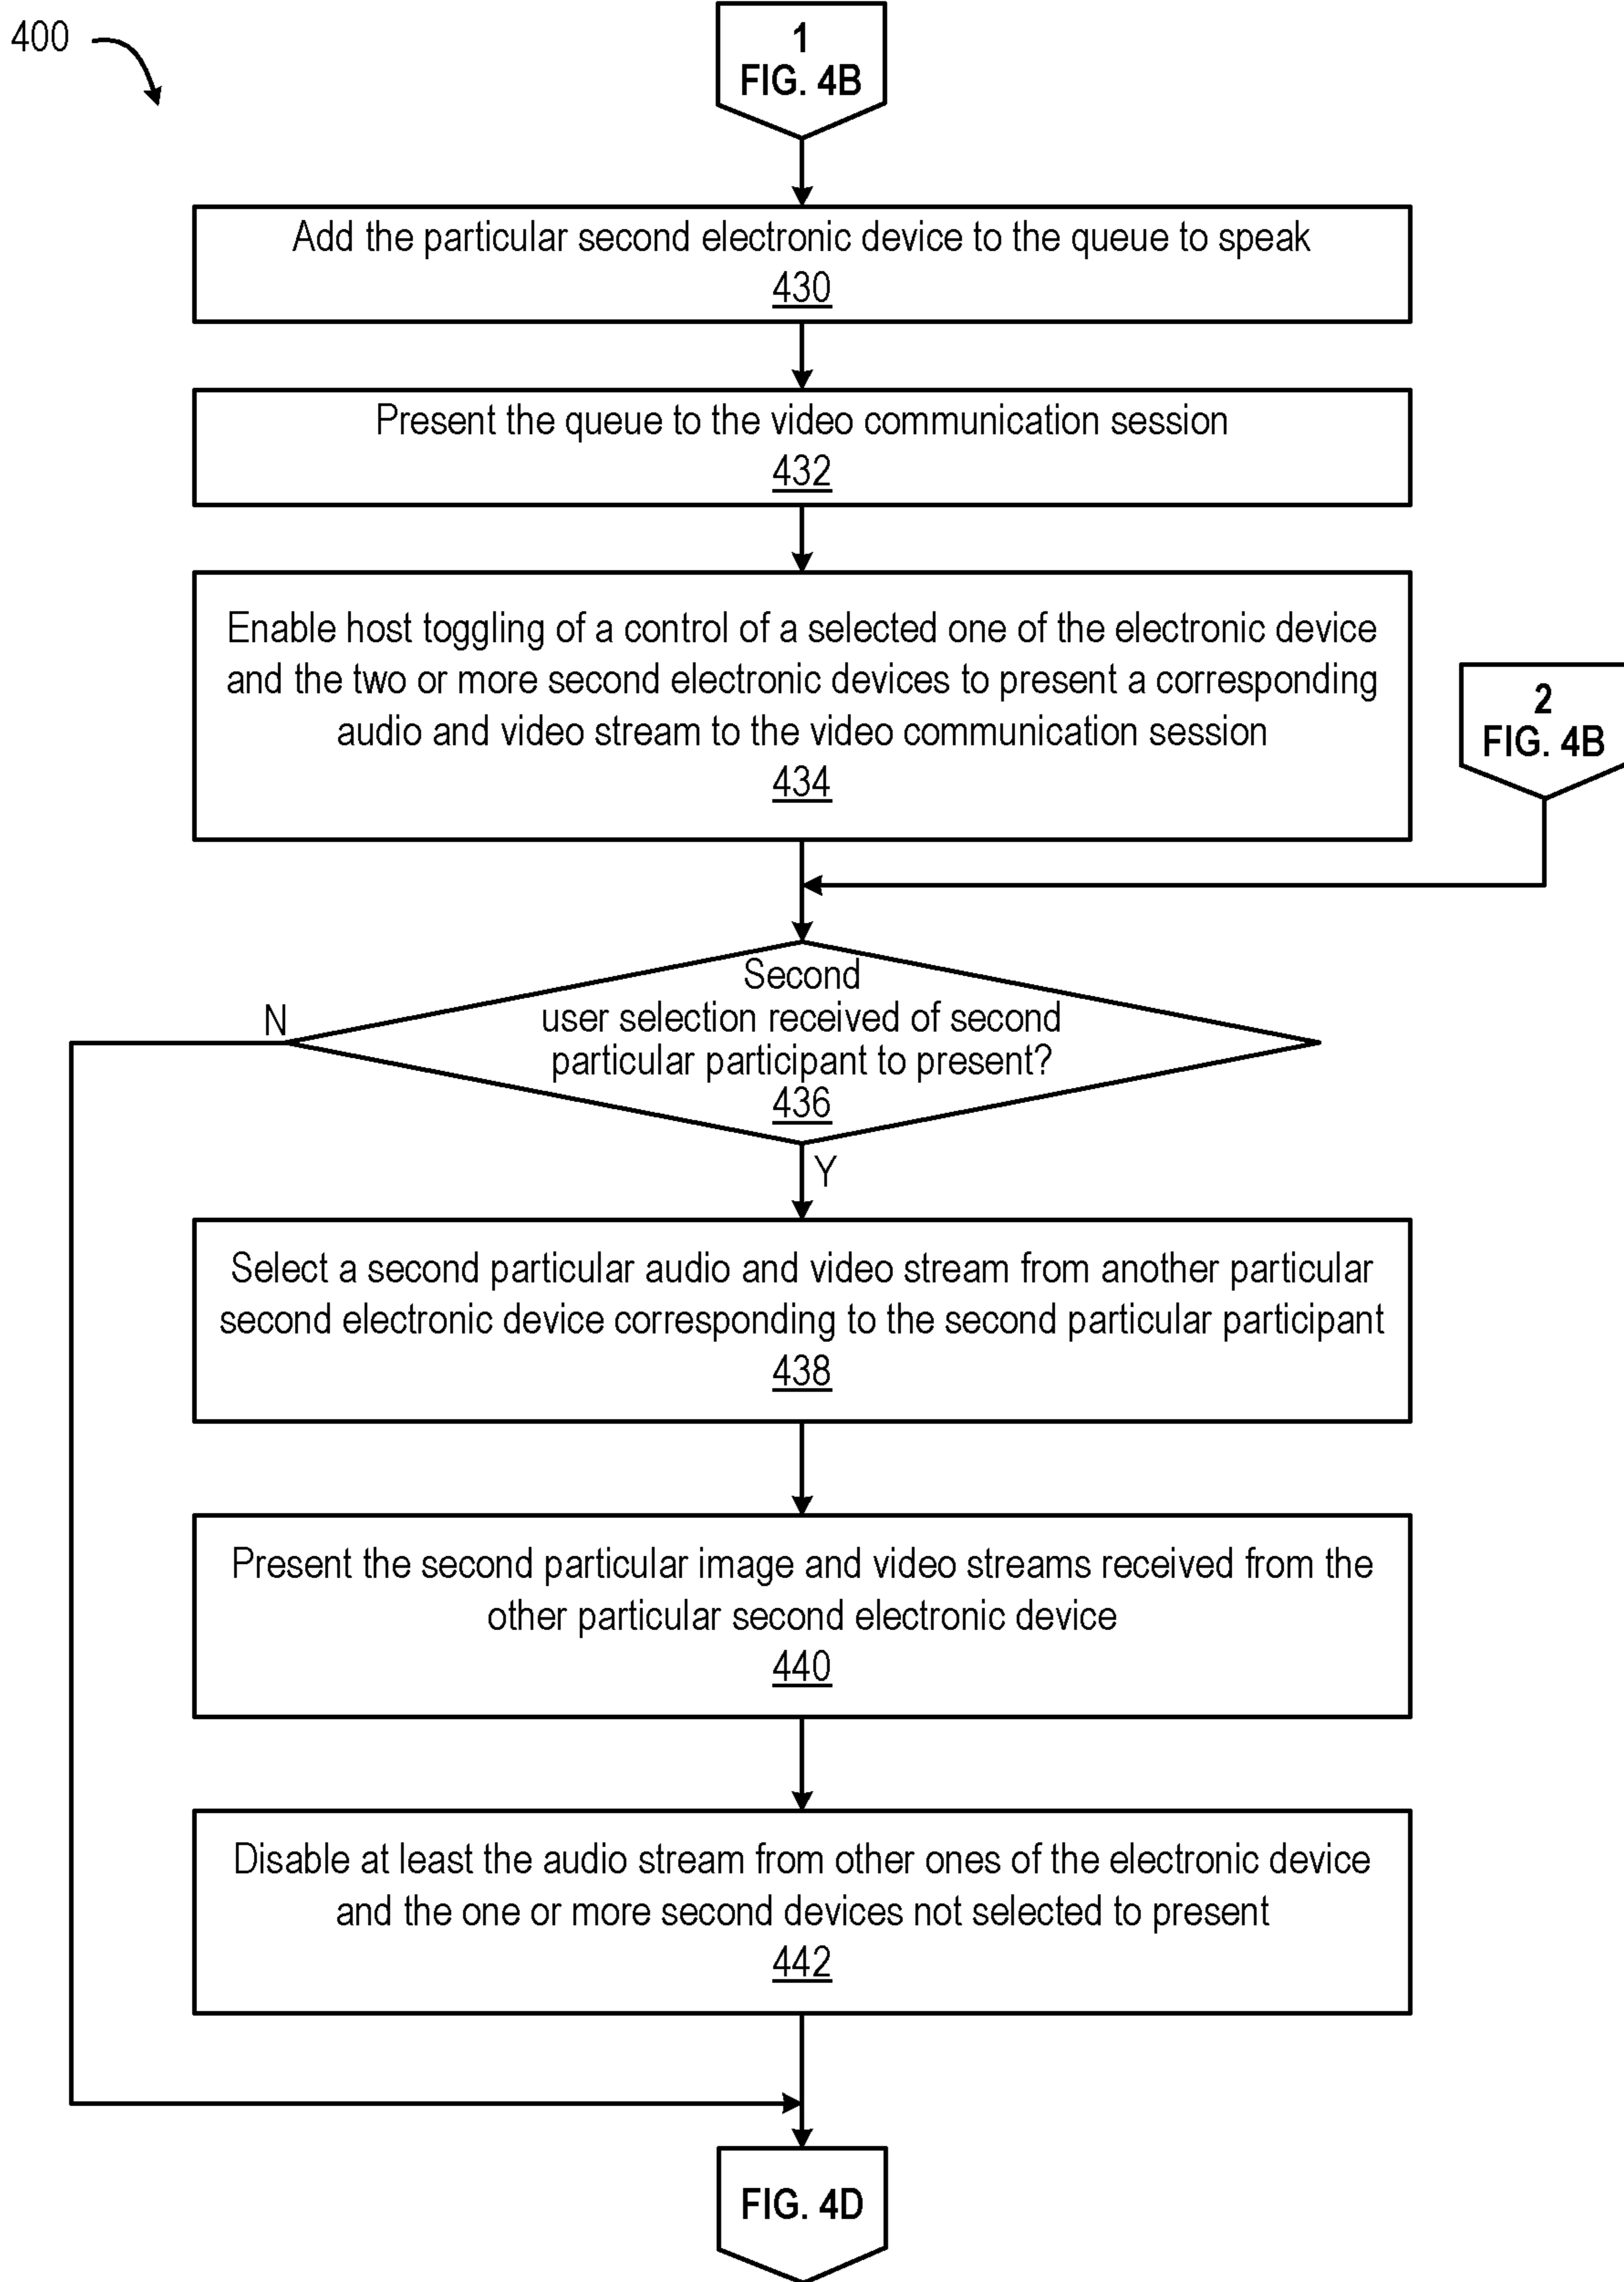 400
1
FIG. 4B
Add the particular second electronic device to the queue to speak
430
Present the queue to the video communication session
432
Enable host toggling of a control of a selected one of the electronic device
and the two or more second electronic devices to present a corresponding
audio and video stream to the video communication session
434
2
FIG. 4B
Second
user selection received of second
particular participant to present?
436
N
Y
Select a second particular audio and video stream from another particular
second electronic device corresponding to the second particular participant
438
Present the second particular image and video streams received from the
other particular second electronic device
440
Disable at least the audio stream from other ones of the electronic device
and the one or more second devices not selected to present
442
FIG. 4D